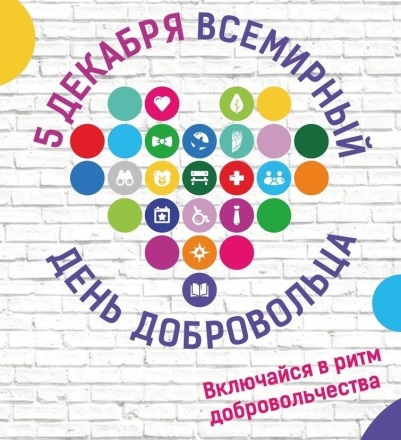 5 ДЕКАБРЯ ВСЕМИРНЫЙ
ДЕНЬ ДОБРОВОЛЬЦА
Включайся в ритм
добровольчества